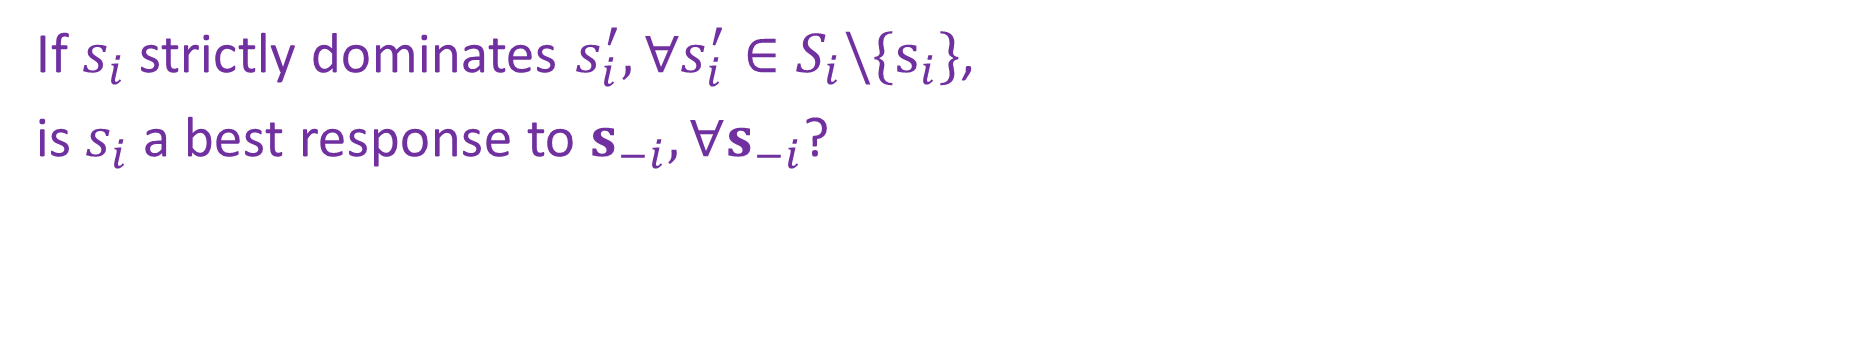 If 𝑠ᵢ strictly dominates 𝑠ᵢ′, ∀𝑠ᵢ′ ∈ 𝑆ᵢ\{sᵢ},
is 𝑠ᵢ a best response to 𝐬₋ᵢ, ∀𝐬₋ᵢ?